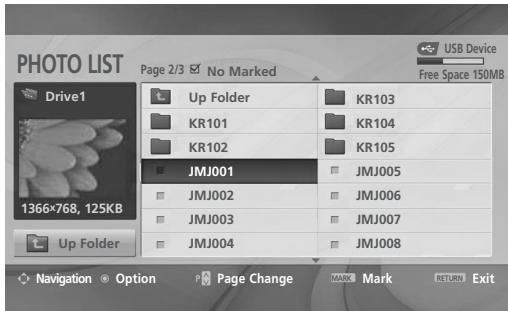 USB Device
PHOTO LIST
Page 2/3 No Marked
Free Space 150MB
Drive1
Up Folder KR103
KR101 KR104
KR102 KR105
JMJ001 JMJ005
JMJ002 JMJ006
1366×768, 125KB
JMJ003 JMJ007
Up Folder
JMJ004 JMJ008
Navigation Option P Page Change MARK Mark RETURN Exit